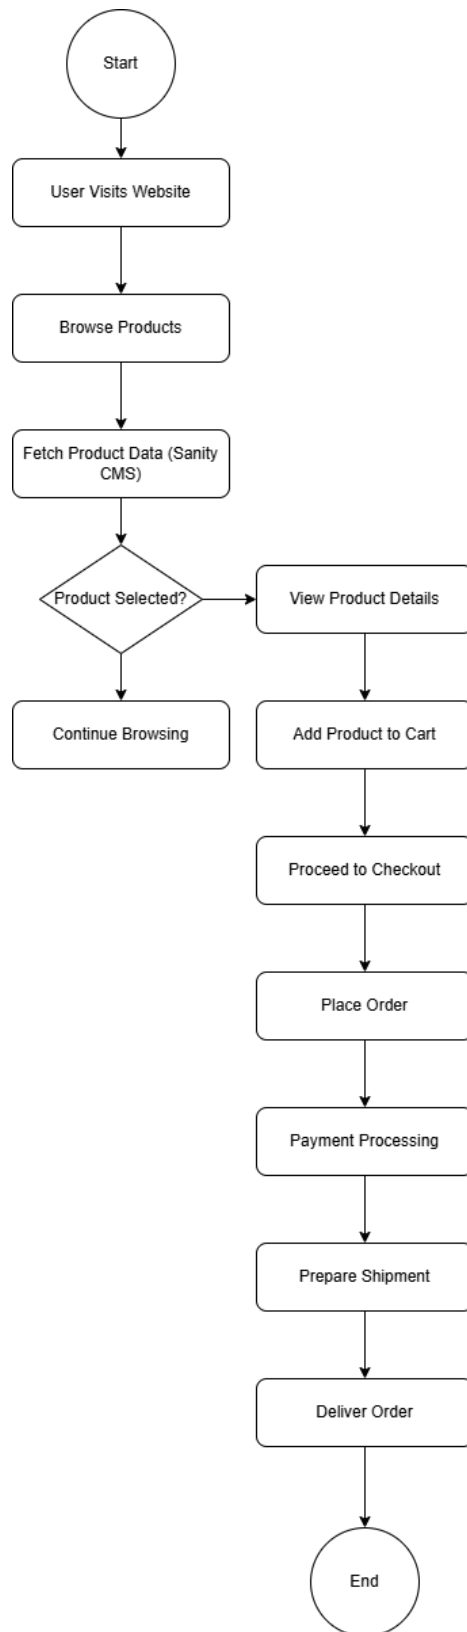 Start
User Visits Website
Browse Products
Fetch Product Data (Sanity
CMS)
Product Selected?
View Product Details
Continue Browsing
Add Product to Cart
Proceed to Checkout
Place Order
Payment Processing
Prepare Shipment
Deliver Order
End